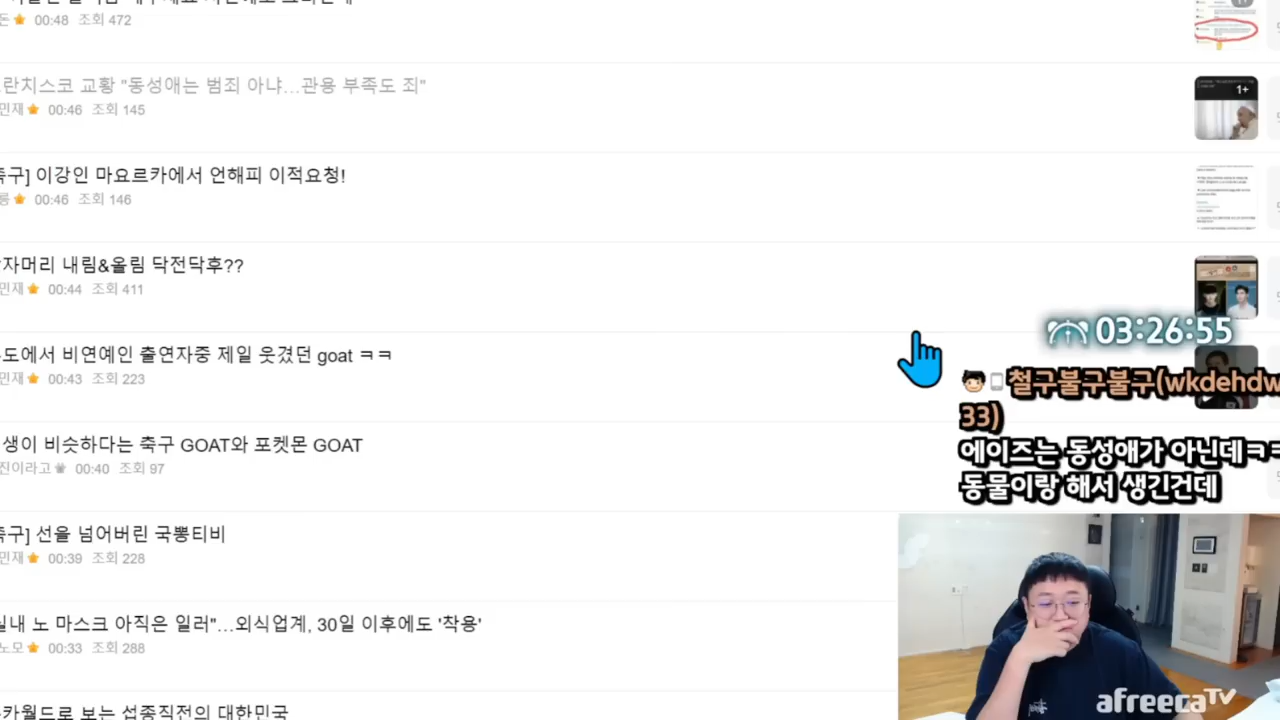 00:48 조회 472
란치스코 교황 "동성애는 범죄 아냐…관용 부족도 죄"
민재 00:46 조회 145
축구] 이강인 마요르카에서 언해피 이적요청!
00:46 조회 146
자머리 내림&올림 닥전닥후??
민재 00:44 조회 411
도에서 비연예인 출연자중 제일 웃겼던 goat ㅋㅋ
민재 00:43 조회 223
생이 비슷하다는 축구 GOAT와 포켓몬 GOAT
진이라고 00:40 조회 97
축구] 선을 넘어버린 국뽕티비
민재 00:39 조회 228
실내 노 마스크 아직은 일러"…외식업계, 30일 이후에도 '착용'
노모 00:33 조회 288
카월드로 보는 섭종직전의 대한민국
1+
03:26:55
철구불구불구(wkdehdw
33)
에이즈는 동성애가 아닌데ㅋㅋ
동물이랑 해서 생긴건데
afreecaTV